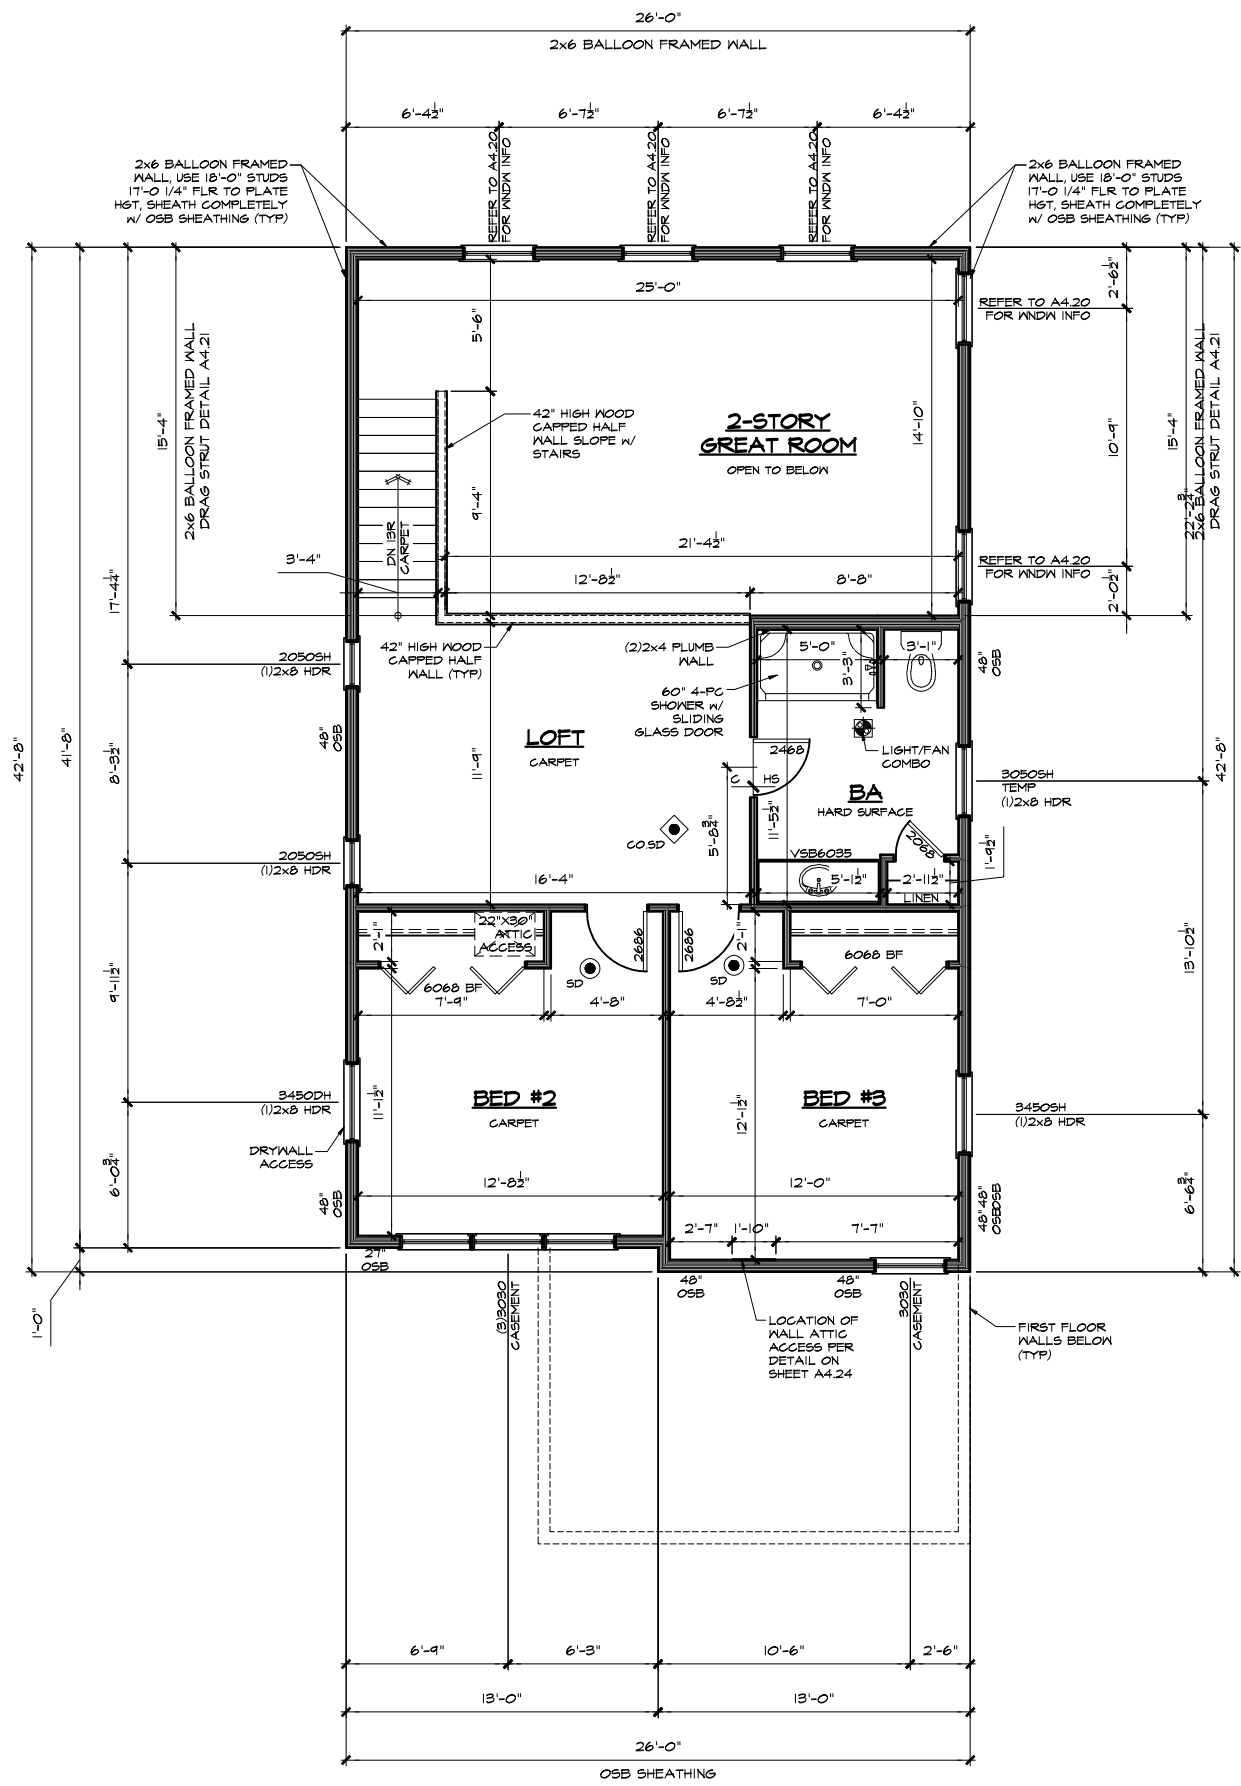 26'-0"
2x6 BALLOON FRAMED WALL
6'-4½"
6'-7½"
6'-7½"
6'-4½"
REFER TO A4.20
FOR WNDW INFO
REFER TO A4.20
FOR WNDW INFO
REFER TO A4.20
FOR WNDW INFO
2x6 BALLOON FRAMED
WALL, USE 18'-0" STUDS
17'-0 1/4" FLR TO PLATE
HGT, SHEATH COMPLETELY
W/ OSB SHEATHING (TYP)
2x6 BALLOON FRAMED
WALL, USE 18'-0" STUDS
17'-0 1/4" FLR TO PLATE
HGT, SHEATH COMPLETELY
W/ OSB SHEATHING (TYP)
25'-0"
2'-6½"
REFER TO A4.20
FOR WNDW INFO
5'-6"
15'-4"
2x6 BALLOON FRAMED WALL
DRAG STRUT DETAIL A4.21
42" HIGH WOOD
CAPPED HALF
WALL SLOPE W/
STAIRS
2-STORY
GREAT ROOM
OPEN TO BELOW
14'-10"
10'-9"
15'-4"
22'-2¾"
2x6 BALLOON FRAMED WALL
DRAG STRUT DETAIL A4.21
9'-4"
DN 13R
CARPET
21'-4½"
3'-4"
12'-8½"
8'-8"
REFER TO A4.20
FOR WNDW INFO
2'-0½"
17'-4¼"
42" HIGH WOOD
CAPPED HALF
WALL (TYP)
(2)2x4 PLUMB
WALL
5'-0"
3'-3"
3'-1"
48"
OSB
2050SH
(1)2x8 HDR
60" 4-PC
SHOWER W/
SLIDING
GLASS DOOR
48"
OSB
LOFT
CARPET
11'-9"
2468
LIGHT/FAN
COMBO
42'-8"
41'-8"
8'-3½"
42'-8"
3050SH
TEMP
(1)2x8 HDR
C
HS
BA
HARD SURFACE
11'-5½"
5'-8¾"
CO.SD
2050SH
(1)2x8 HDR
VSB6035
2068
1'-9½"
16'-4"
5'-1½"
2'-11½"
LINEN
2'-1"
22"X30"
ATTIC
ACCESS
2686
2686
2'-1"
6068 BF
13'-10½"
9'-11½"
6068 BF
SD
SD
7'-9"
4'-8"
4'-8½"
7'-0"
3450DH
(1)2x8 HDR
11'-1½"
BED #2
CARPET
12'-1½"
BED #3
CARPET
3450SH
(1)2x8 HDR
DRYWALL
ACCESS
6'-0¾"
48"
OSB
12'-8½"
12'-0"
48" 48"
OSB OSB
6'-6¾"
2'-7"
1'-10"
7'-7"
27"
OSB
48"
OSB
48"
OSB
1'-0"
(3)3030
CASEMENT
3030
CASEMENT
LOCATION OF
WALL ATTIC
ACCESS PER
DETAIL ON
SHEET A4.24
FIRST FLOOR
WALLS BELOW
(TYP)
6'-9"
6'-3"
10'-6"
2'-6"
13'-0"
13'-0"
26'-0"
OSB SHEATHING